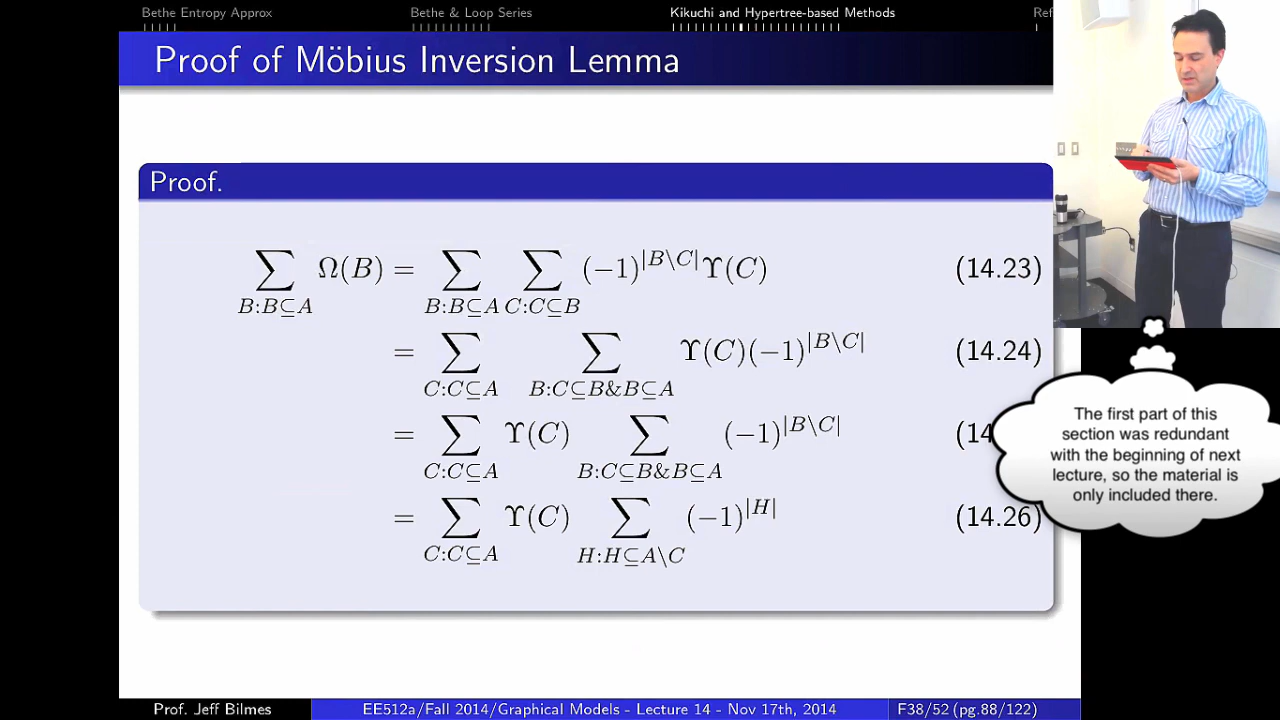 Bethe Entropy Approx Bethe & Loop Series Kikuchi and Hypertree-based Methods Ref
Proof of Möbius Inversion Lemma
Proof.
∑_{B:B⊆A} Ω(B) = ∑_{B:B⊆A} ∑_{C:C⊆B} (−1)^{|B\C|} ϒ(C) (14.23)
= ∑_{C:C⊆A} ∑_{B:C⊆B&B⊆A} ϒ(C)(−1)^{|B\C|} (14.24)
= ∑_{C:C⊆A} ϒ(C) ∑_{B:C⊆B&B⊆A} (−1)^{|B\C|} (14
= ∑_{C:C⊆A} ϒ(C) ∑_{H:H⊆A\C} (−1)^{|H|} (14.26)
The first part of this
section was redundant
with the beginning of next
lecture, so the material is
only included there.
Prof. Jeff Bilmes EE512a/Fall 2014/Graphical Models - Lecture 14 - Nov 17th, 2014 F38/52 (pg.88/122)